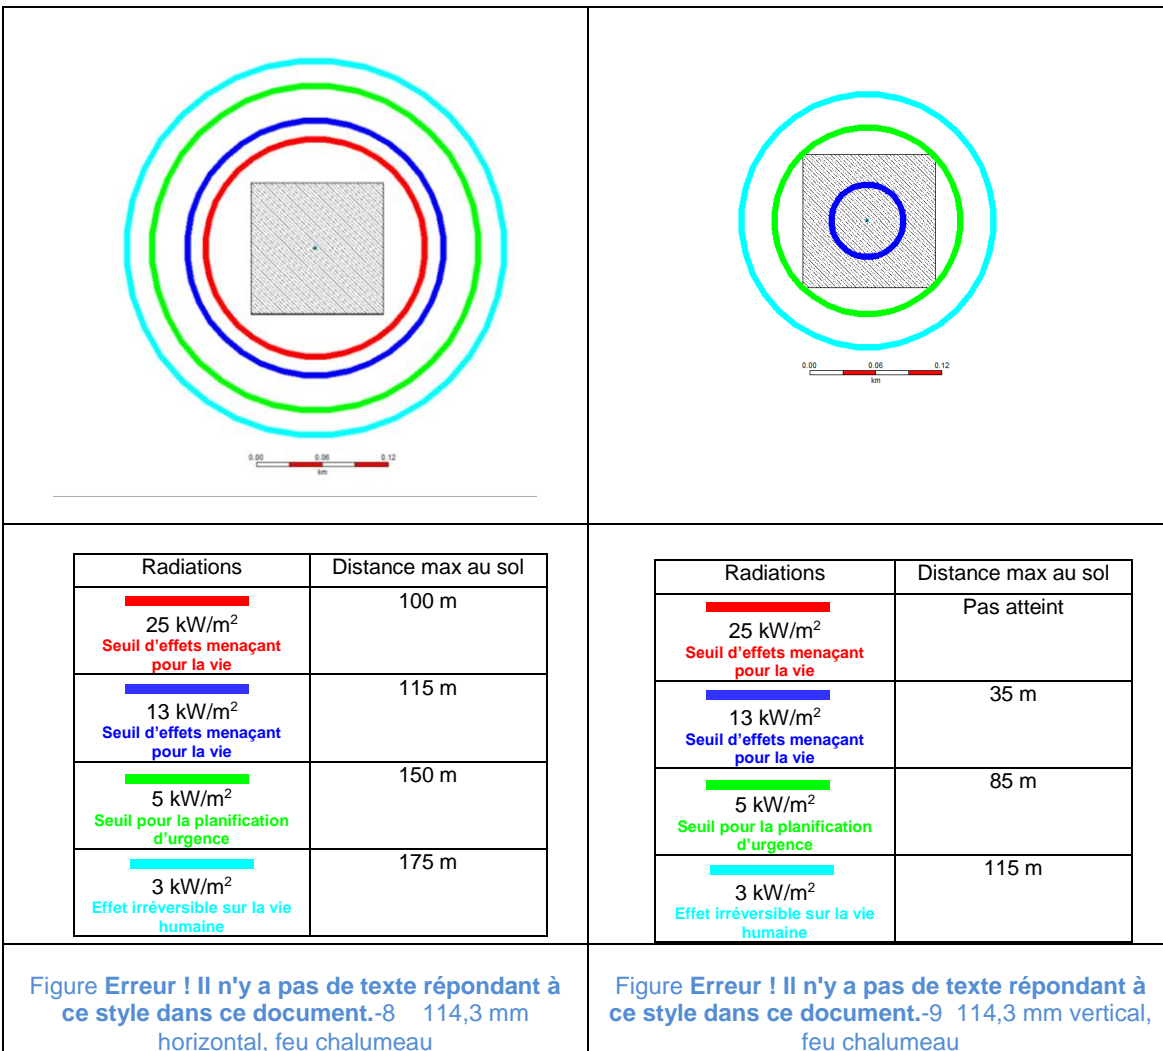 0.00 0.06 0.12
km
0.00 0.06 0.12
km
Radiations Distance max au sol
25 kW/m² 100 m
Seuil d'effets menaçant
pour la vie
13 kW/m² 115 m
Seuil d'effets menaçant
pour la vie
5 kW/m² 150 m
Seuil pour la planification
d'urgence
3 kW/m² 175 m
Effet irréversible sur la vie
humaine
Radiations Distance max au sol
25 kW/m² Pas atteint
Seuil d'effets menaçant
pour la vie
13 kW/m² 35 m
Seuil d'effets menaçant
pour la vie
5 kW/m² 85 m
Seuil pour la planification
d'urgence
3 kW/m² 115 m
Effet irréversible sur la vie
humaine
Figure Erreur ! Il n'y a pas de texte répondant à
ce style dans ce document.-8 114,3 mm
horizontal, feu chalumeau
Figure Erreur ! Il n'y a pas de texte répondant à
ce style dans ce document.-9 114,3 mm vertical,
feu chalumeau